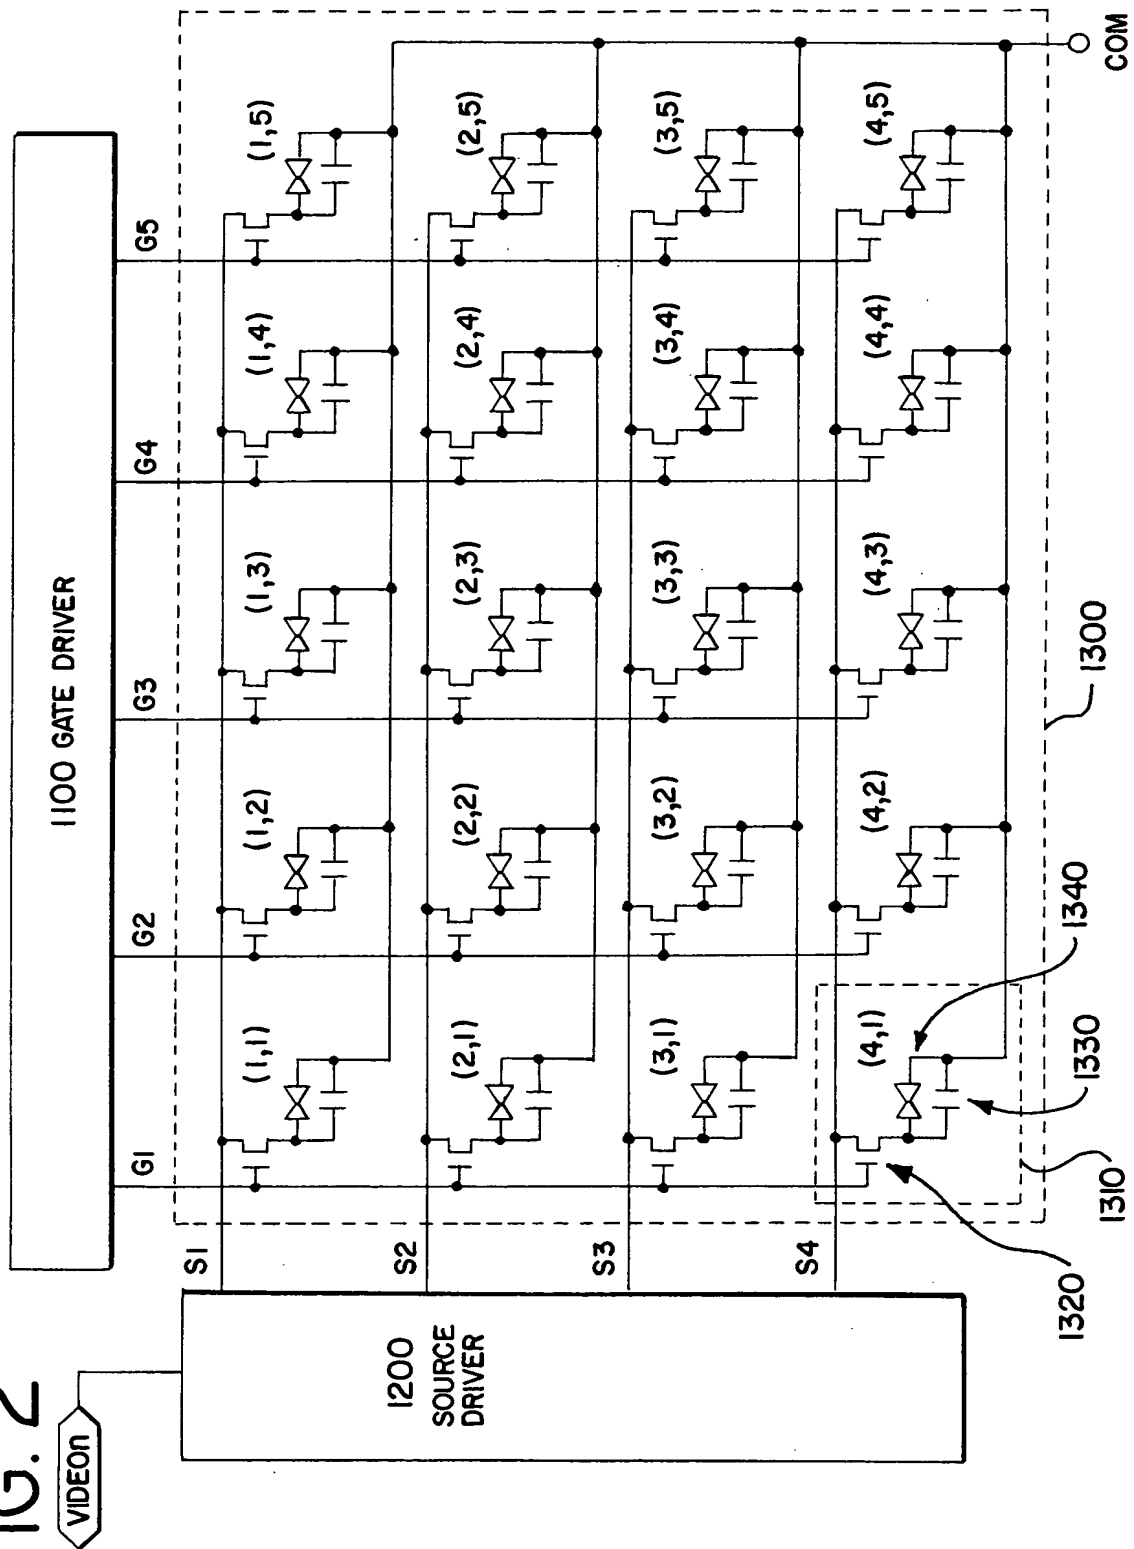 IG. 2
VIDEOn
1100 GATE DRIVER
G1
G2
G3
G4
G5
1200
SOURCE
DRIVER
S1
(1,1)
(1,2)
(1,3)
(1,4)
(1,5)
S2
(2,1)
(2,2)
(2,3)
(2,4)
(2,5)
S3
(3,1)
(3,2)
(3,3)
(3,4)
(3,5)
S4
(4,1)
(4,2)
(4,3)
(4,4)
(4,5)
1320
1310
1330
1340
1300
COM